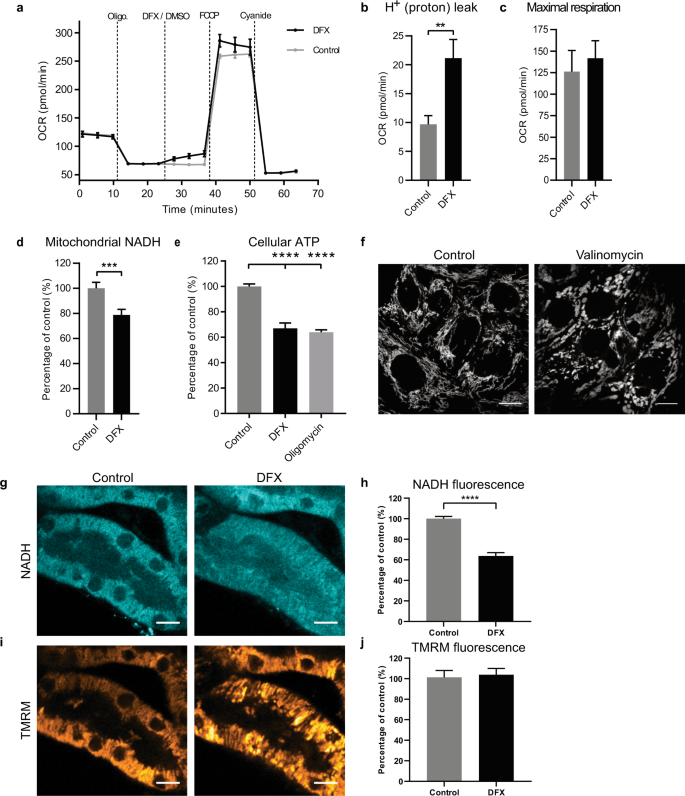 a
Oligo. DFX / DMSO FCCP Cyanide
300
250
200
150
100
50
OCR (pmol/min)
DFX
Control
0 10 20 30 40 50 60 70
Time (minutes)
b
H+ (proton) leak
**
30
25
20
15
10
5
0
OCR (pmol/min)
Control DFX
c
Maximal respiration
200
175
150
125
100
75
50
25
0
OCR (pmol/min)
Control DFX
d
Mitochondrial NADH
***
120
100
80
60
40
20
0
Percentage of control (%)
Control DFX
e
Cellular ATP
**** ****
120
100
80
60
40
20
0
Percentage of control (%)
Control DFX Oligomycin
f
Control Valinomycin
g
Control DFX
NADH
h
NADH fluorescence
****
120
100
80
60
40
20
0
Percentage of control (%)
Control DFX
i
TMRM
j
TMRM fluorescence
120
100
80
60
40
20
0
Percentage of control (%)
Control DFX